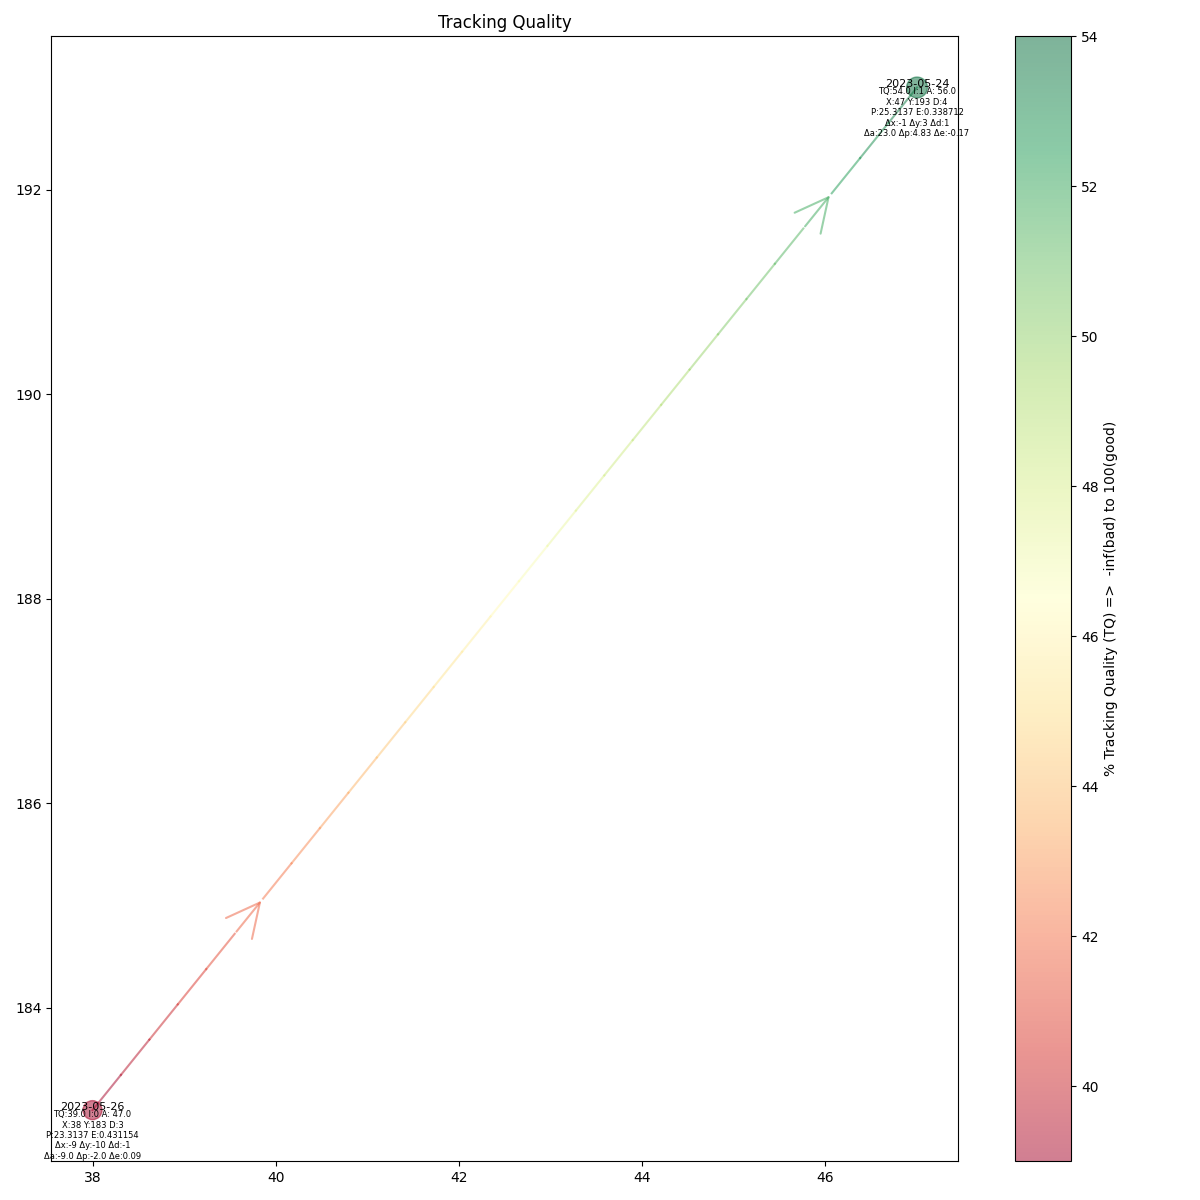 Tracking Quality
2023-05-24
TQ:54.0 I:1 A: 56.0
X:47 Y:193 D:4
P:25.3137 E:0.338712
Δx:-1 Δy:3 Δd:1
Δa:23.0 Δp:4.83 Δe:-0.17
2023-05-26
TQ:39.0 I:0 A: 47.0
X:38 Y:183 D:3
P:23.3137 E:0.431154
Δx:-9 Δy:-10 Δd:-1
Δa:-9.0 Δp:-2.0 Δe:0.09
192
190
188
186
184
38
40
42
44
46
54
52
50
48
46
44
42
40
% Tracking Quality (TQ) => -inf(bad) to 100(good)